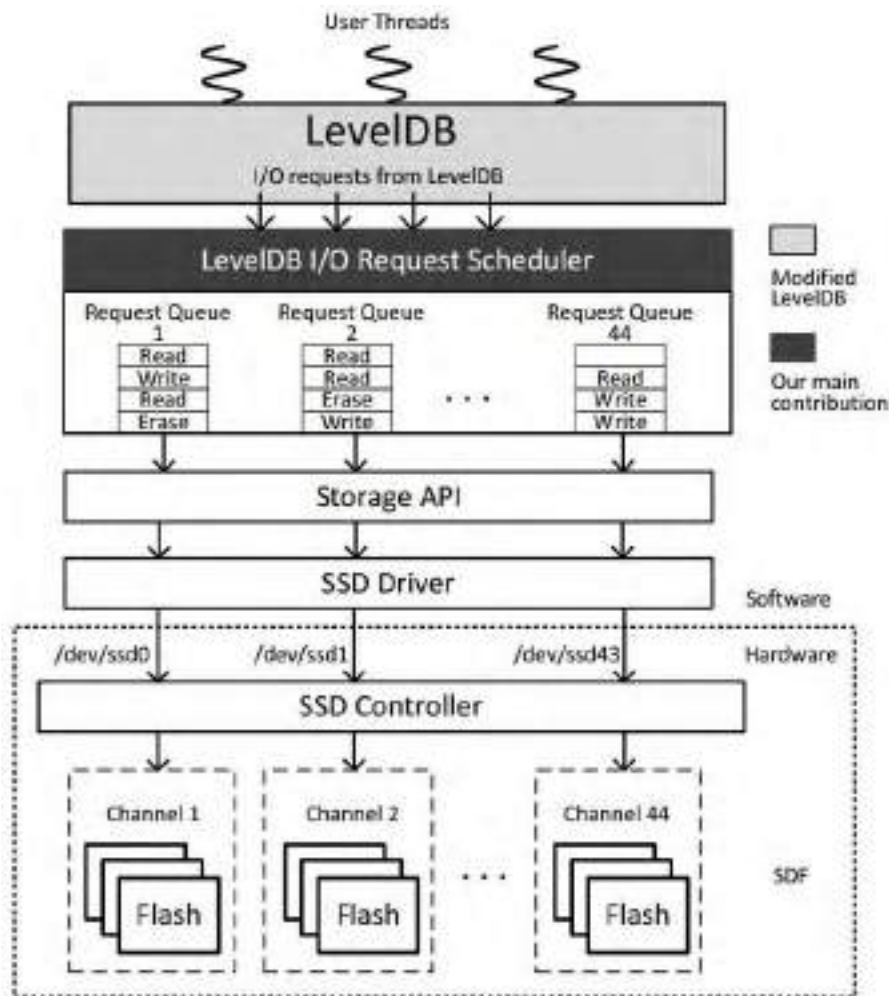 User Threads
LevelDB
I/O requests from LevelDB
LevelDB I/O Request Scheduler
Modified
LevelDB
Our main
contribution
Request Queue
1
Read
Write
Read
Erase
Request Queue
2
Read
Read
Erase
Write
. . .
Request Queue
44
Read
Write
Write
Storage API
SSD Driver
Software
/dev/ssd0
/dev/ssd1
/dev/ssd43
Hardware
SSD Controller
Channel 1
Flash
Channel 2
Flash
. . .
Channel 44
Flash
SDF